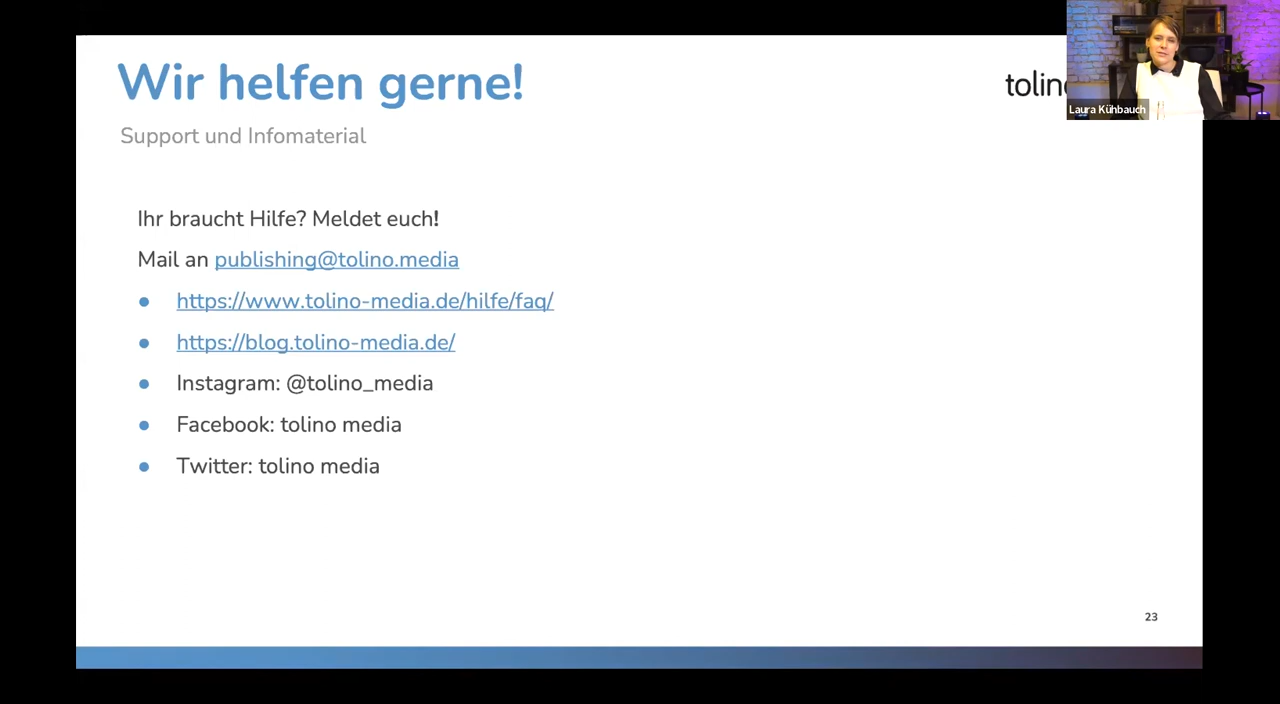 Wir helfen gerne!
Support und Infomaterial
Laura Kühbauch
Ihr braucht Hilfe? Meldet euch!
Mail an publishing@tolino.media
● https://www.tolino-media.de/hilfe/faq/
● https://blog.tolino-media.de/
● Instagram: @tolino_media
● Facebook: tolino media
● Twitter: tolino media
23